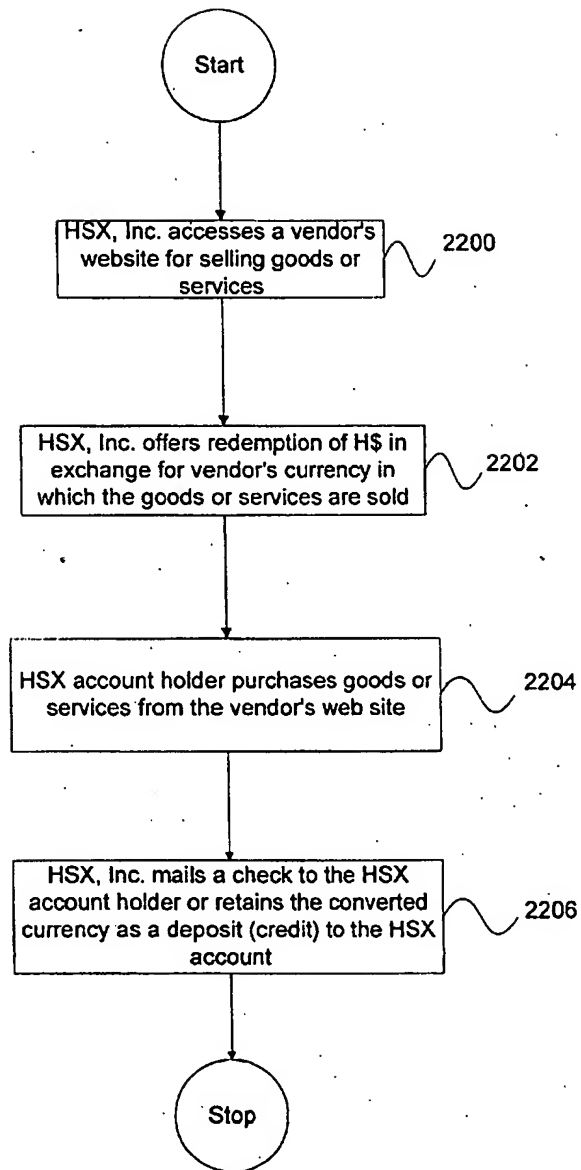 Start
HSX, Inc. accesses a vendor's
website for selling goods or
services
2200
HSX, Inc. offers redemption of H$ in
exchange for vendor's currency in
which the goods or services are sold
2202
HSX account holder purchases goods or
services from the vendor's web site
2204
HSX, Inc. mails a check to the HSX
account holder or retains the converted
currency as a deposit (credit) to the HSX
account
2206
Stop